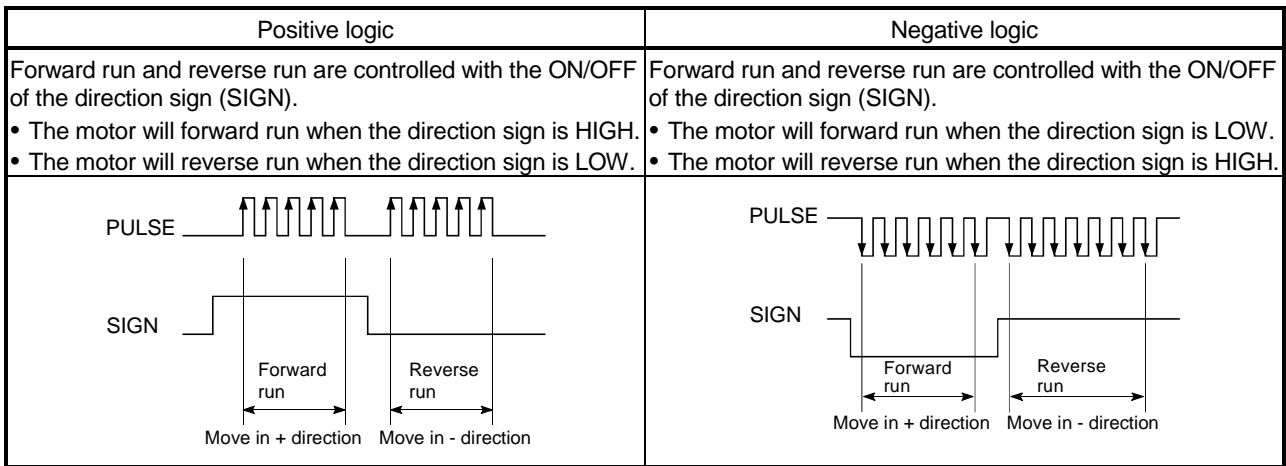 Positive logic
Negative logic
Forward run and reverse run are controlled with the ON/OFF
of the direction sign (SIGN).
• The motor will forward run when the direction sign is HIGH.
• The motor will reverse run when the direction sign is LOW.
Forward run and reverse run are controlled with the ON/OFF
of the direction sign (SIGN).
• The motor will forward run when the direction sign is LOW.
• The motor will reverse run when the direction sign is HIGH.
PULSE
SIGN
Forward
run
Reverse
run
Move in + direction
Move in - direction
PULSE
SIGN
Forward
run
Reverse
run
Move in + direction
Move in - direction